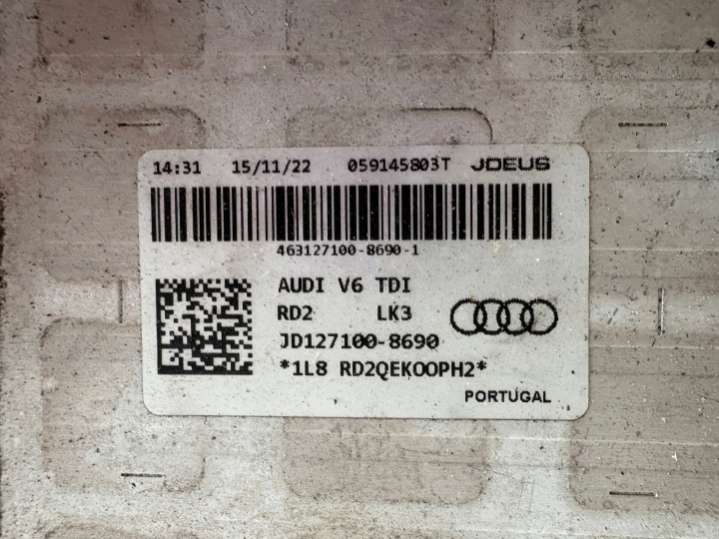 14:31 15/11/22 059145803T JDEUS
463127100-8690-1
AUDI V6 TDI
RD2 LK3
JD127100-8690
*1L8 RD2QEKOOPH2*
PORTUGAL